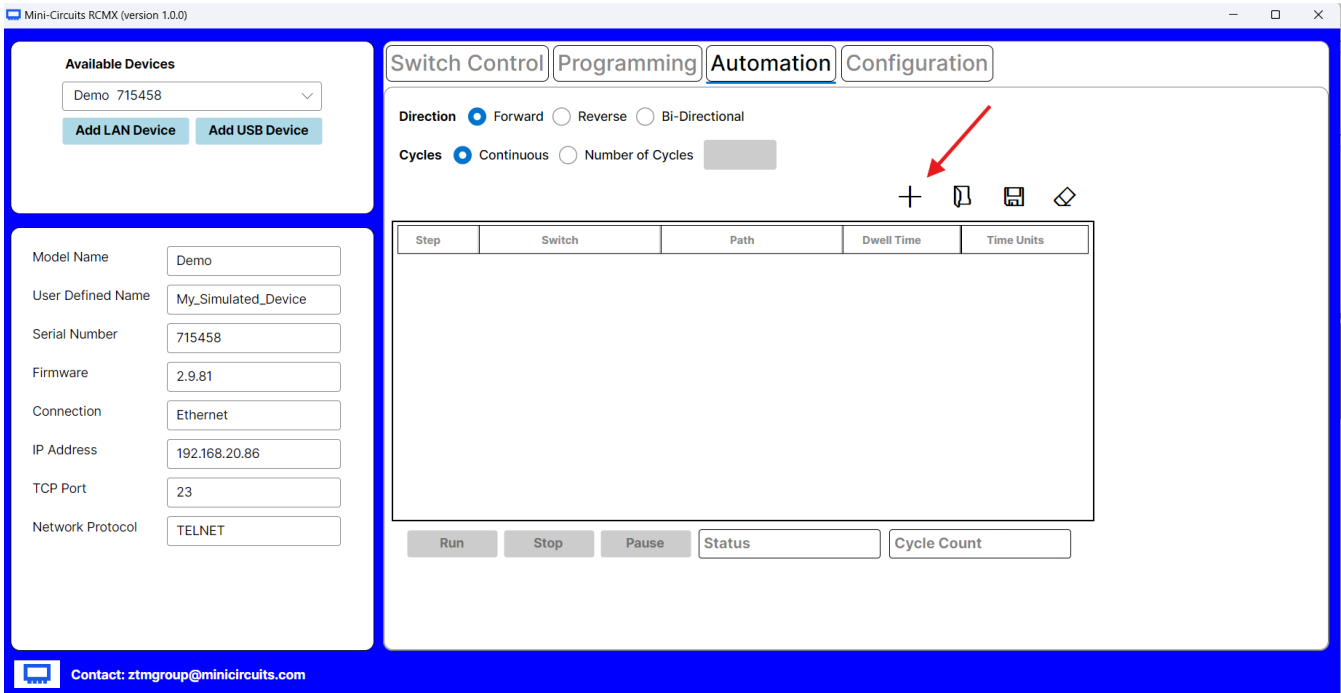 Mini-Circuits RCMX (version 1.0.0)
Available Devices
Demo 715458
Add LAN Device Add USB Device
Model Name Demo
User Defined Name My_Simulated_Device
Serial Number 715458
Firmware 2.9.81
Connection Ethernet
IP Address 192.168.20.86
TCP Port 23
Network Protocol TELNET
Switch Control Programming Automation Configuration
Direction Forward Reverse Bi-Directional
Cycles Continuous Number of Cycles
Step Switch Path Dwell Time Time Units
Run Stop Pause Status Cycle Count
Contact: ztmgroup@minicircuits.com